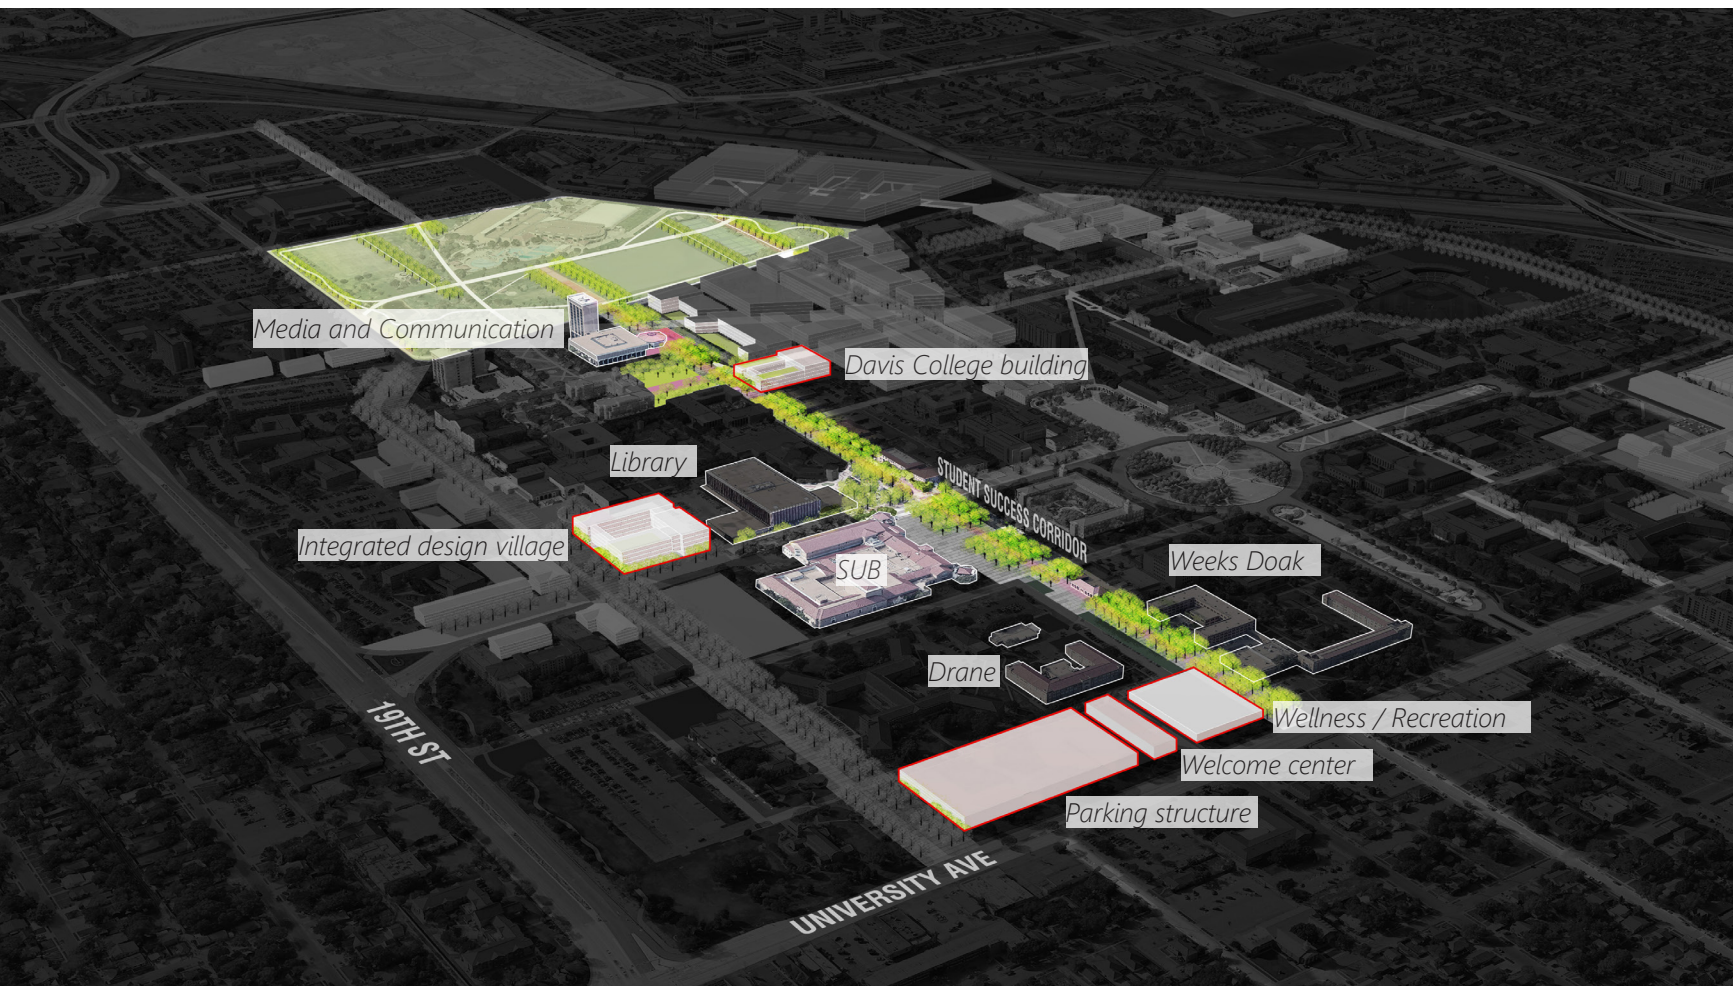 Media and Communication
Davis College building
Library
STUDENT SUCCESS CORRIDOR
Integrated design village
SUB
Weeks Doak
Drane
19TH ST
Wellness / Recreation
Welcome center
Parking structure
UNIVERSITY AVE